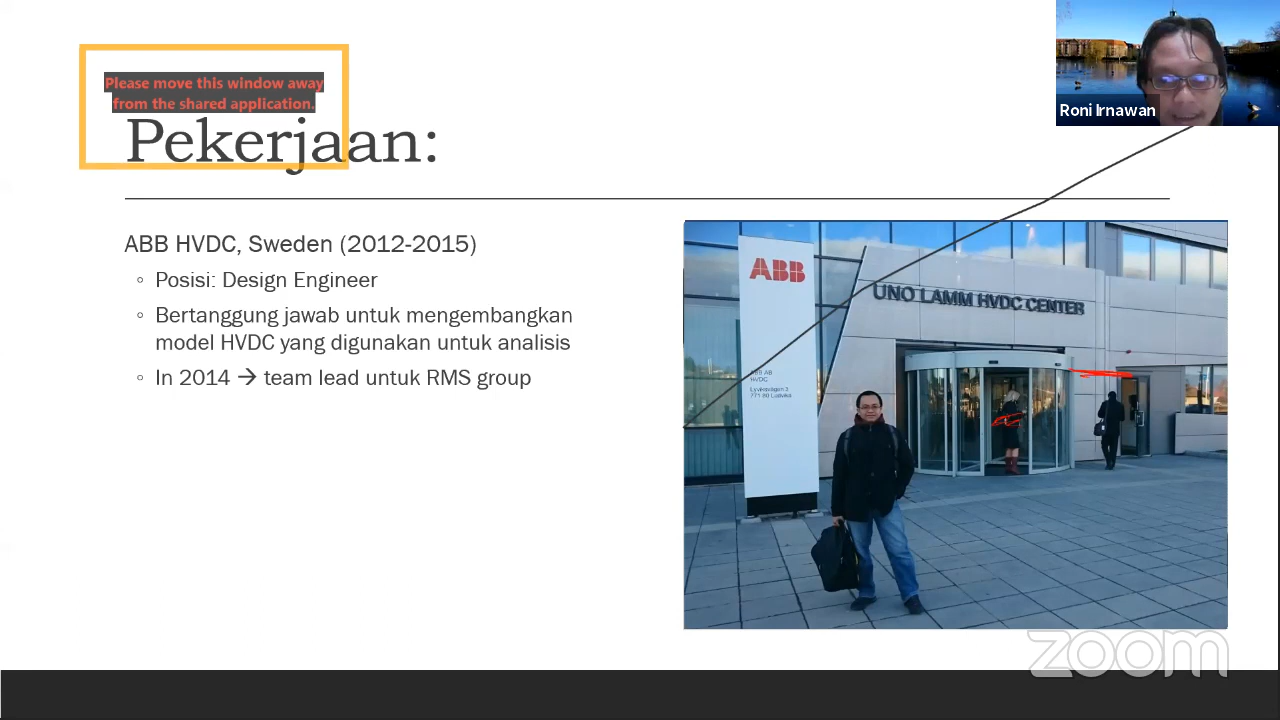 Please move this window away
from the shared application.
Roni Irnawan
Pekerjaan:
ABB HVDC, Sweden (2012-2015)
Posisi: Design Engineer
Bertanggung jawab untuk mengembangkan
model HVDC yang digunakan untuk analisis
In 2014 → team lead untuk RMS group
ABB
UNO LAMM HVDC CENTER
ABB AB
HVDC
771 80 Ludvika
zoom